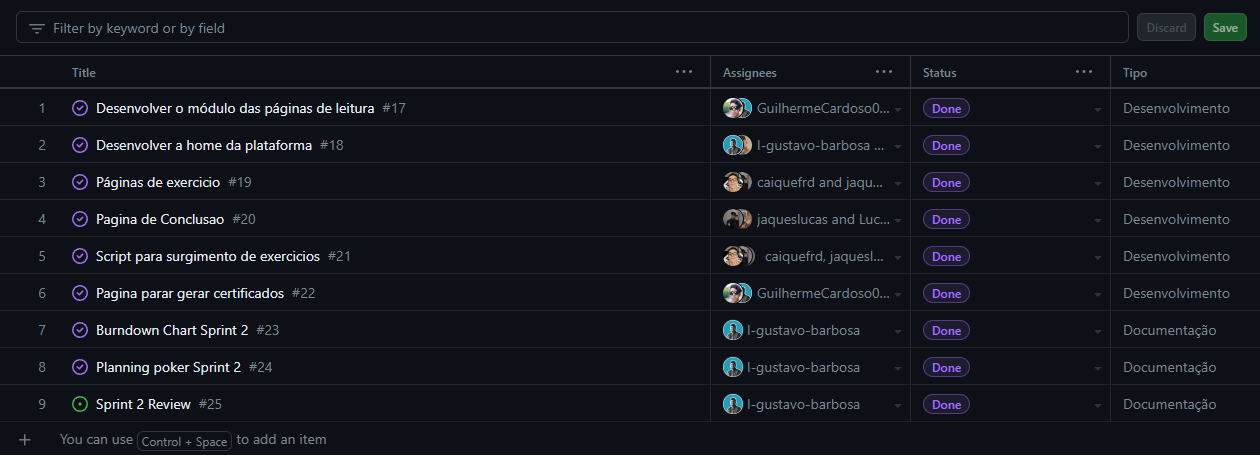 Filter by keyword or by field Discard Save
Title ... Assignees ... Status ... Tipo
1 Desenvolver o módulo das páginas de leitura #17 GuilhermeCardoso0... Done Desenvolvimento
2 Desenvolver a home da plataforma #18 l-gustavo-barbosa ... Done Desenvolvimento
3 Páginas de exercicio #19 caiquefrd and jaqu... Done Desenvolvimento
4 Pagina de Conclusao #20 jaqueslucas and Luc... Done Desenvolvimento
5 Script para surgimento de exercicios #21 caiquefrd, jaquesl... Done Desenvolvimento
6 Pagina parar gerar certificados #22 GuilhermeCardoso0... Done Desenvolvimento
7 Burndown Chart Sprint 2 #23 l-gustavo-barbosa Done Documentação
8 Planning poker Sprint 2 #24 l-gustavo-barbosa Done Documentação
9 Sprint 2 Review #25 l-gustavo-barbosa Done Documentação
+ You can use Control + Space to add an item